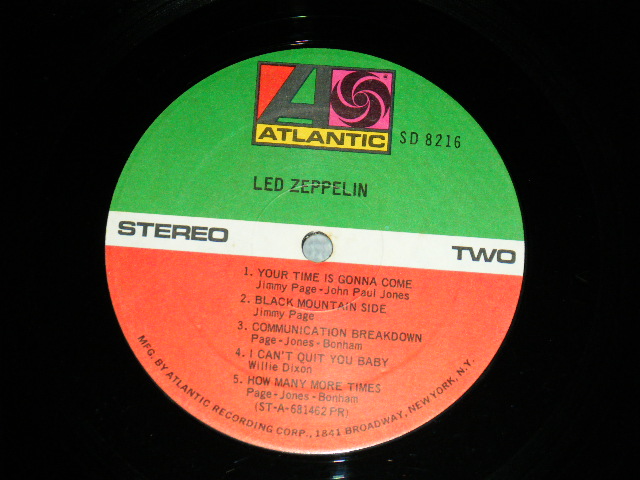 ATLANTIC
SD 8216
LED ZEPPELIN
STEREO
TWO
1. YOUR TIME IS GONNA COME
Jimmy Page - John Paul Jones
2. BLACK MOUNTAIN SIDE
Jimmy Page
3. COMMUNICATION BREAKDOWN
Page - Jones - Bonham
4. I CAN'T QUIT YOU BABY
Willie Dixon
5. HOW MANY MORE TIMES
Page - Jones - Bonham
(ST-A-681462 PR)
MFG. BY ATLANTIC RECORDING CORP., 1841 BROADWAY, NEW YORK, N.Y.